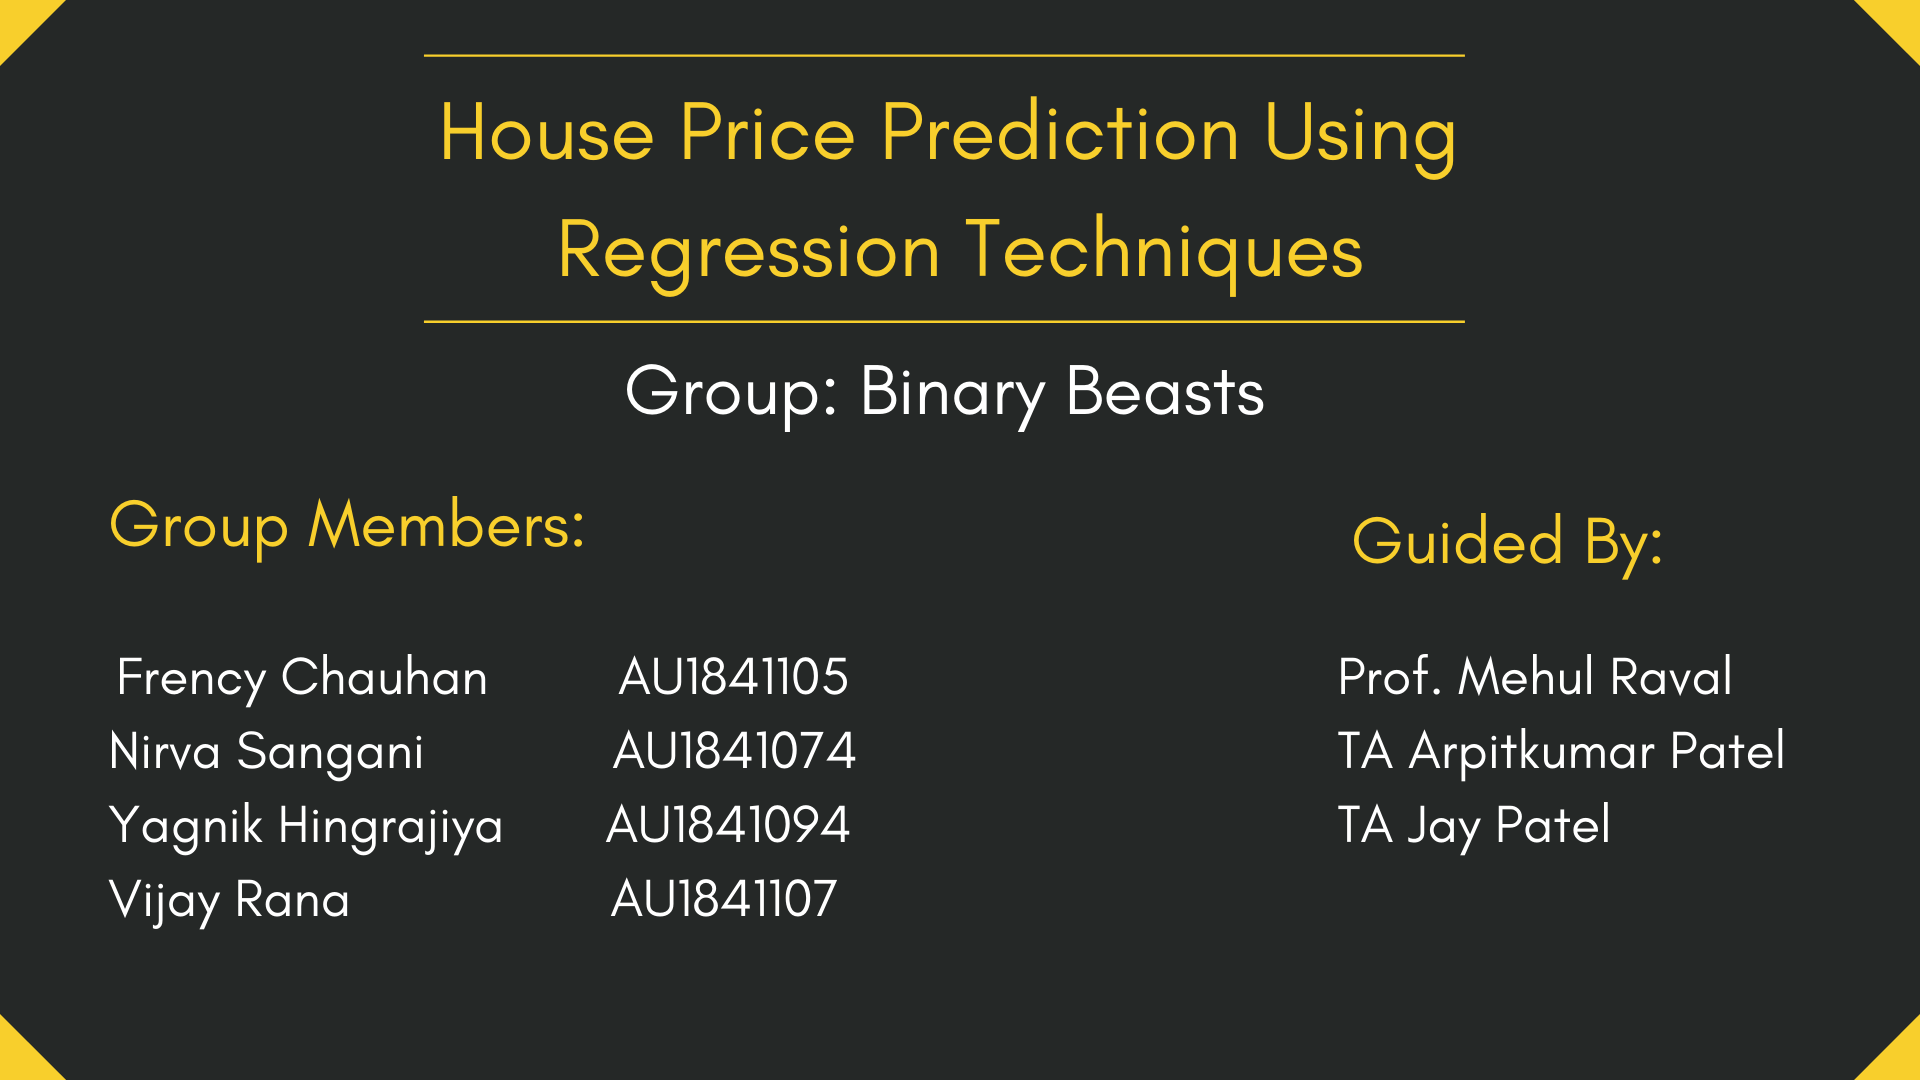 House Price Prediction Using
Regression Techniques
Group: Binary Beasts
Group Members:
Frency Chauhan AU1841105
Nirva Sangani AU1841074
Yagnik Hingrajiya AU1841094
Vijay Rana AU1841107
Guided By:
Prof. Mehul Raval
TA Arpitkumar Patel
TA Jay Patel